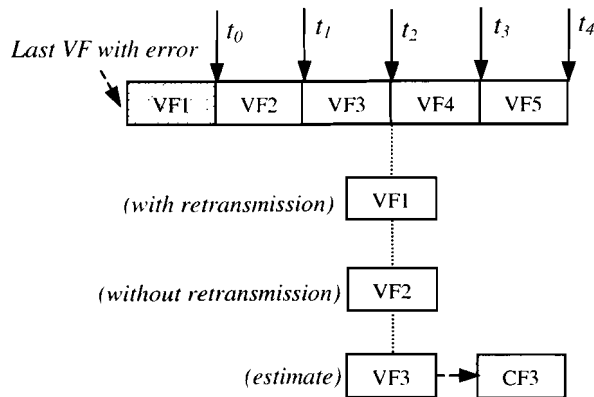 t0 t1 t2 t3 t4
Last VF with error
VF1 VF2 VF3 VF4 VF5
(with retransmission) VF1
(without retransmission) VF2
(estimate) VF3 CF3